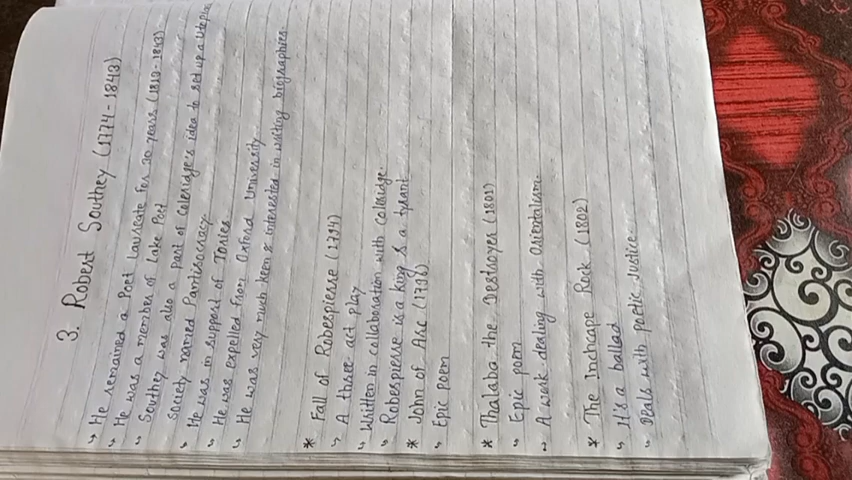 3. Robert Southey (1774-1843)
↳ He remained a Poet Laureate for 30 years (1813-1843)
↳ He was a member of Lake Poet
↳ Southey was also a part of Coleridge's idea to set up a Utopian
society named Pantisocracy.
↳ He was in support of Tories
↳ He was expelled from Oxford University
↳ He was very much keen & interested in writing biographies.
* Fall of Robespierre (1794)
↳ A three act play
↳ Written in collaboration with Coleridge.
↳ Robespierre is a king & a tyrant
* John of Arc (1796)
↳ Epic poem
* Thalaba the Destroyer (1801)
↳ Epic poem
↳ A work dealing with Orientalism.
* The Inchcape Rock (1802)
↳ It's a ballad
↳ Deals with poetic justice.